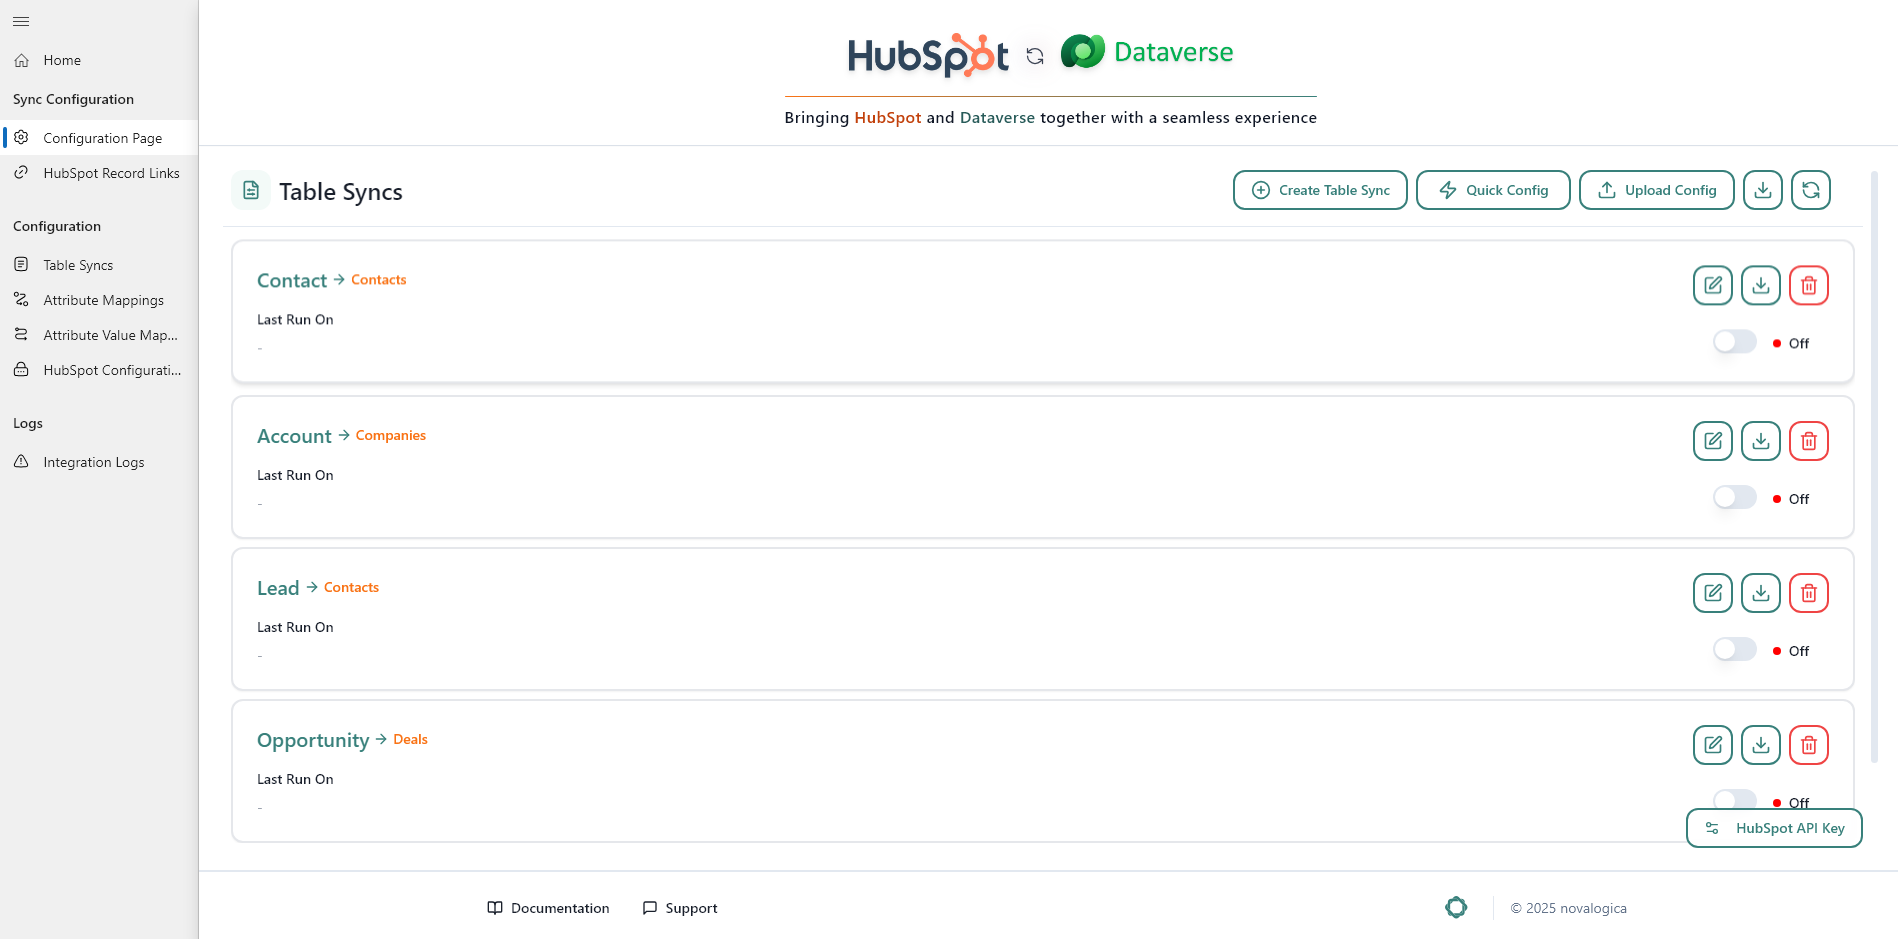 Home
Sync Configuration
Configuration Page
HubSpot Record Links
Configuration
Table Syncs
Attribute Mappings
Attribute Value Map...
HubSpot Configurati...
Logs
Integration Logs
HubSpot Dataverse
Bringing HubSpot and Dataverse together with a seamless experience
Table Syncs
Create Table Sync
Quick Config
Upload Config
Contact → Contacts
Last Run On
-
Off
Account → Companies
Last Run On
-
Off
Lead → Contacts
Last Run On
-
Off
Opportunity → Deals
Last Run On
-
Off
HubSpot API Key
Documentation
Support
© 2025 novalogica